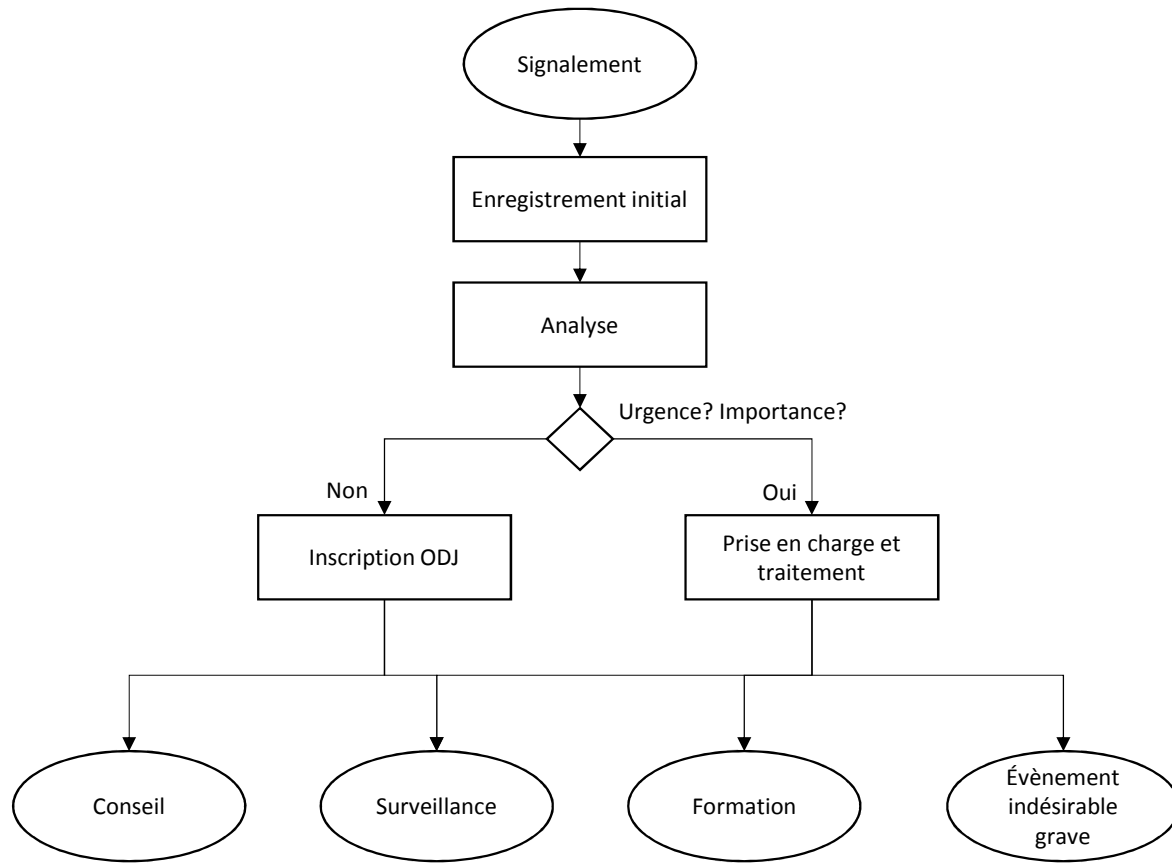 Signalement
Enregistrement initial
Analyse
Urgence? Importance?
Non
Oui
Inscription ODJ
Prise en charge et
traitement
Conseil
Surveillance
Formation
Évènement
indésirable
grave